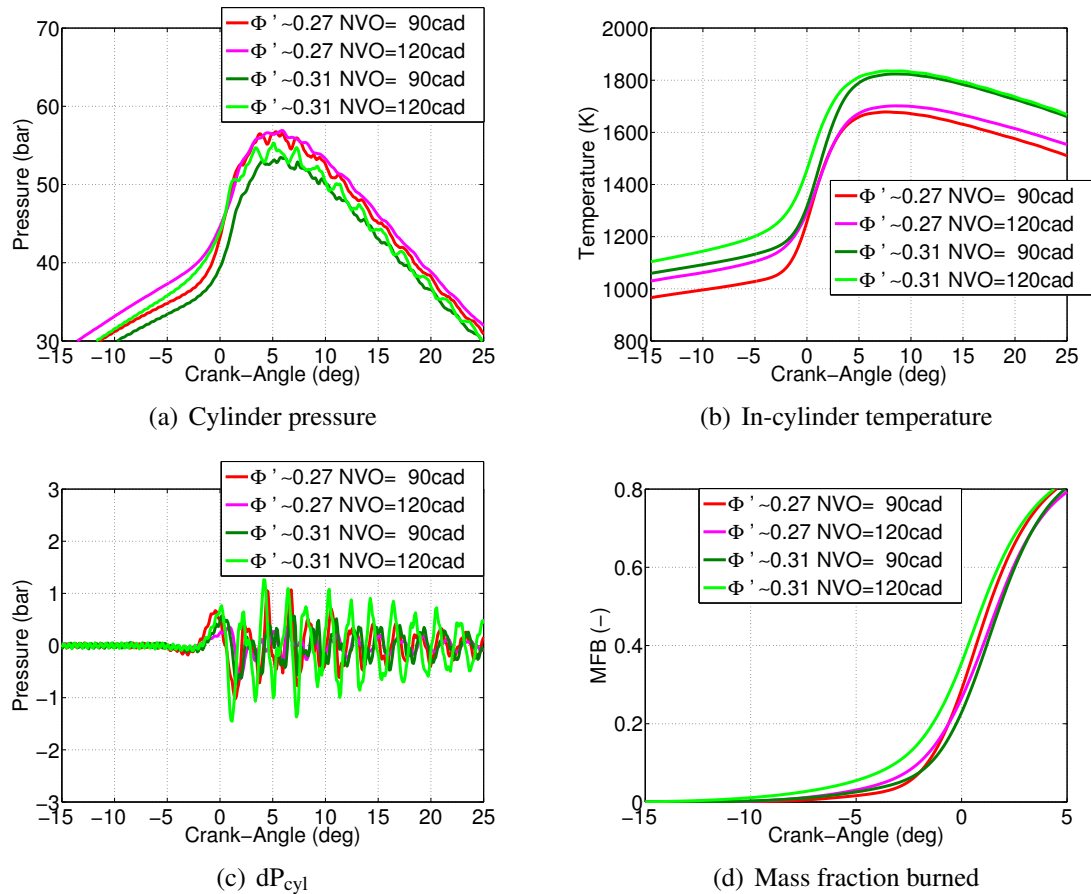 70
60
50
40
30
Pressure (bar)
Φ'~0.27 NVO= 90cad
Φ'~0.27 NVO=120cad
Φ'~0.31 NVO= 90cad
Φ'~0.31 NVO=120cad
−15 −10 −5 0 5 10 15 20 25
Crank−Angle (deg)
(a) Cylinder pressure
2000
1800
1600
1400
1200
1000
800
Temperature (K)
Φ'~0.27 NVO= 90cad
Φ'~0.27 NVO=120cad
Φ'~0.31 NVO= 90cad
Φ'~0.31 NVO=120cad
−15 −10 −5 0 5 10 15 20 25
Crank−Angle (deg)
(b) In-cylinder temperature
3
2
1
0
−1
−2
−3
Pressure (bar)
Φ'~0.27 NVO= 90cad
Φ'~0.27 NVO=120cad
Φ'~0.31 NVO= 90cad
Φ'~0.31 NVO=120cad
−15 −10 −5 0 5 10 15 20 25
Crank−Angle (deg)
(c) dPcyl
0.8
0.6
0.4
0.2
0
MFB (−)
Φ'~0.27 NVO= 90cad
Φ'~0.27 NVO=120cad
Φ'~0.31 NVO= 90cad
Φ'~0.31 NVO=120cad
−15 −10 −5 0 5
Crank−Angle (deg)
(d) Mass fraction burned